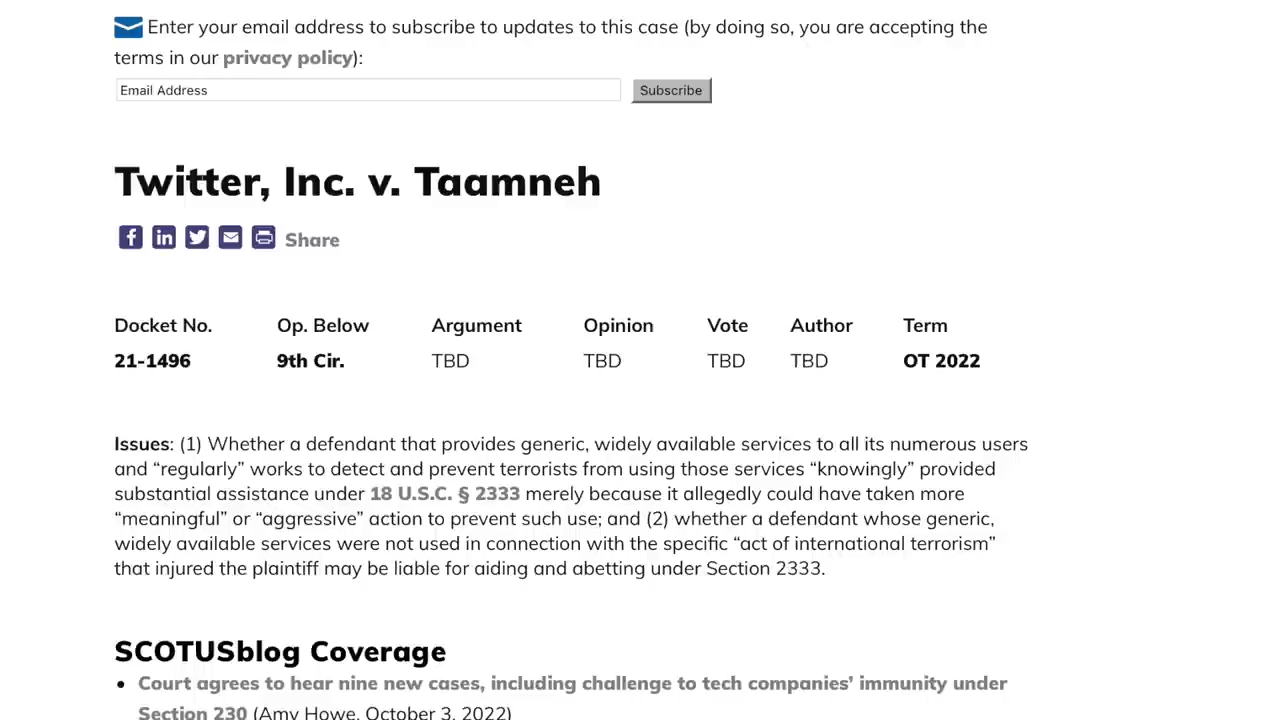 Enter your email address to subscribe to updates to this case (by doing so, you are accepting the
terms in our privacy policy):
Email Address Subscribe
Twitter, Inc. v. Taamneh
Share
Docket No. Op. Below Argument Opinion Vote Author Term
21-1496 9th Cir. TBD TBD TBD TBD OT 2022
Issues: (1) Whether a defendant that provides generic, widely available services to all its numerous users
and “regularly” works to detect and prevent terrorists from using those services “knowingly” provided
substantial assistance under 18 U.S.C. § 2333 merely because it allegedly could have taken more
“meaningful” or “aggressive” action to prevent such use; and (2) whether a defendant whose generic,
widely available services were not used in connection with the specific “act of international terrorism”
that injured the plaintiff may be liable for aiding and abetting under Section 2333.
SCOTUSblog Coverage
• Court agrees to hear nine new cases, including challenge to tech companies’ immunity under
Section 230 (Amy Howe, October 3, 2022)